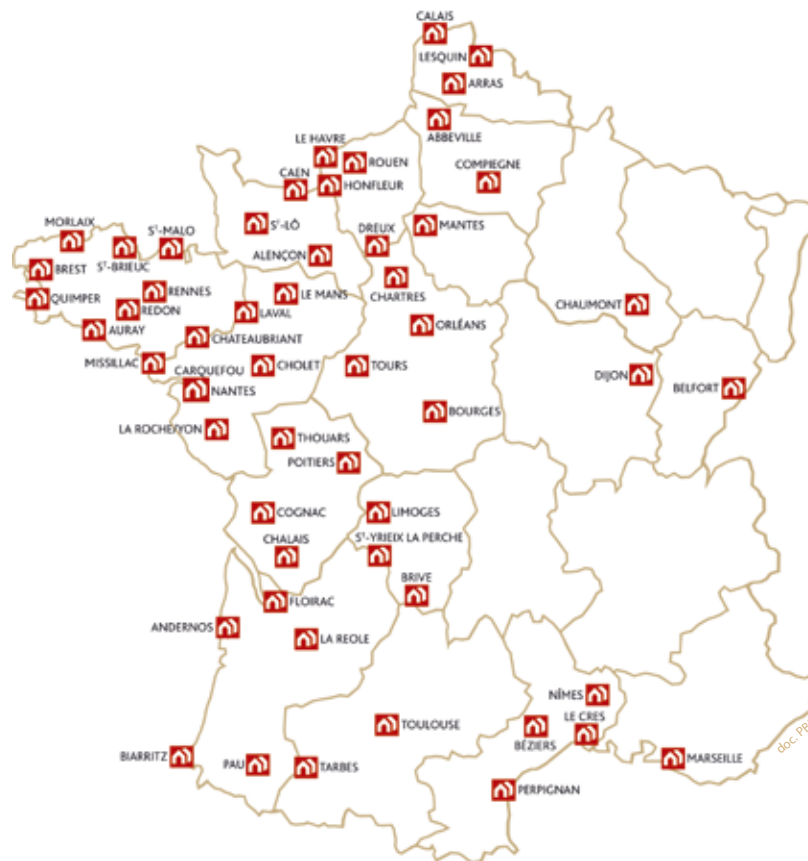 CALAIS
LESQUIN
ARRAS
ABBEVILLE
LE HAVRE
ROUEN
COMPIEGNE
CAEN
HONFLEUR
Sᵗ-LÔ
MANTES
DREUX
MORLAIX
Sᵗ-MALO
ALENÇON
Sᵗ-BRIEUC
BREST
CHARTRES
RENNES
LE MANS
QUIMPER
REDON
LAVAL
CHAUMONT
ORLÉANS
AURAY
CHATEAUBRIANT
MISSILLAC
CARQUEFOU
CHOLET
TOURS
DIJON
BELFORT
NANTES
BOURGES
LA ROCHE/YON
THOUARS
POITIERS
COGNAC
LIMOGES
CHALAIS
Sᵗ-YRIEIX LA PERCHE
BRIVE
FLOIRAC
ANDERNOS
LA REOLE
NÎMES
LE CRES
TOULOUSE
BÉZIERS
BIARRITZ
PAU
TARBES
MARSEILLE
PERPIGNAN
doc. PB